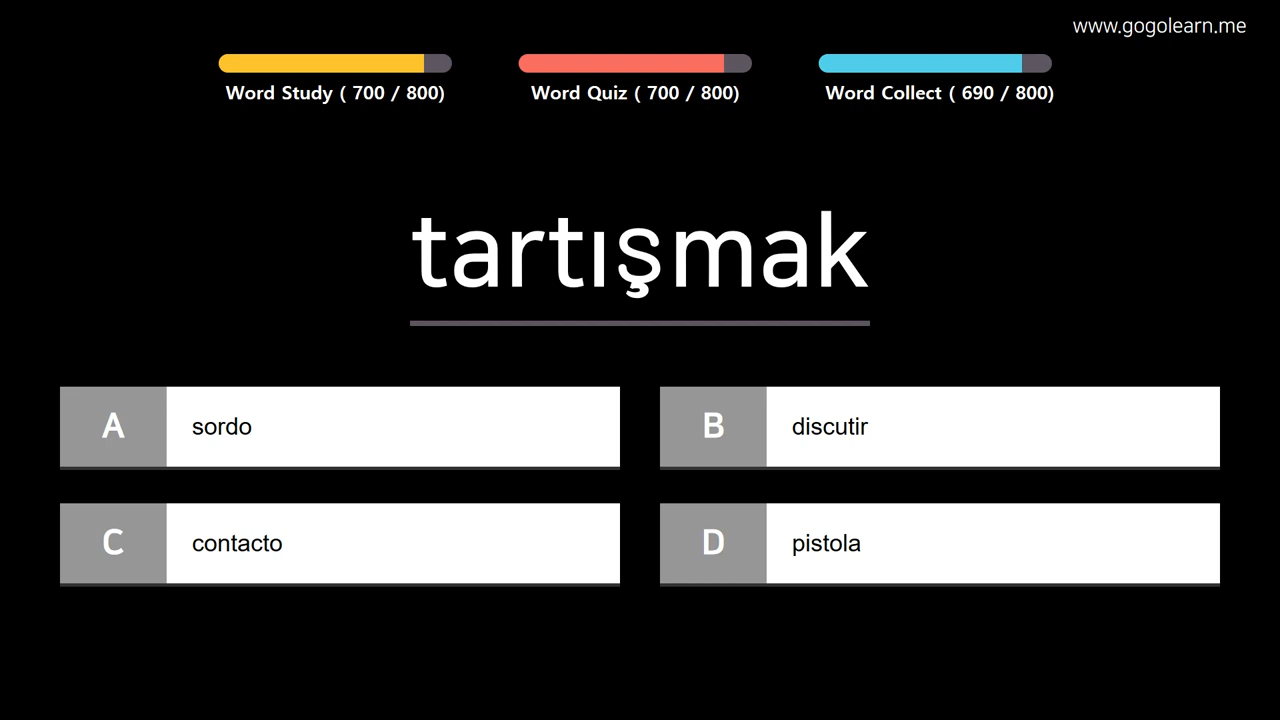 www.gogolearn.me
Word Study ( 700 / 800)
Word Quiz ( 700 / 800)
Word Collect ( 690 / 800)
tartışmak
A sordo
B discutir
C contacto
D pistola